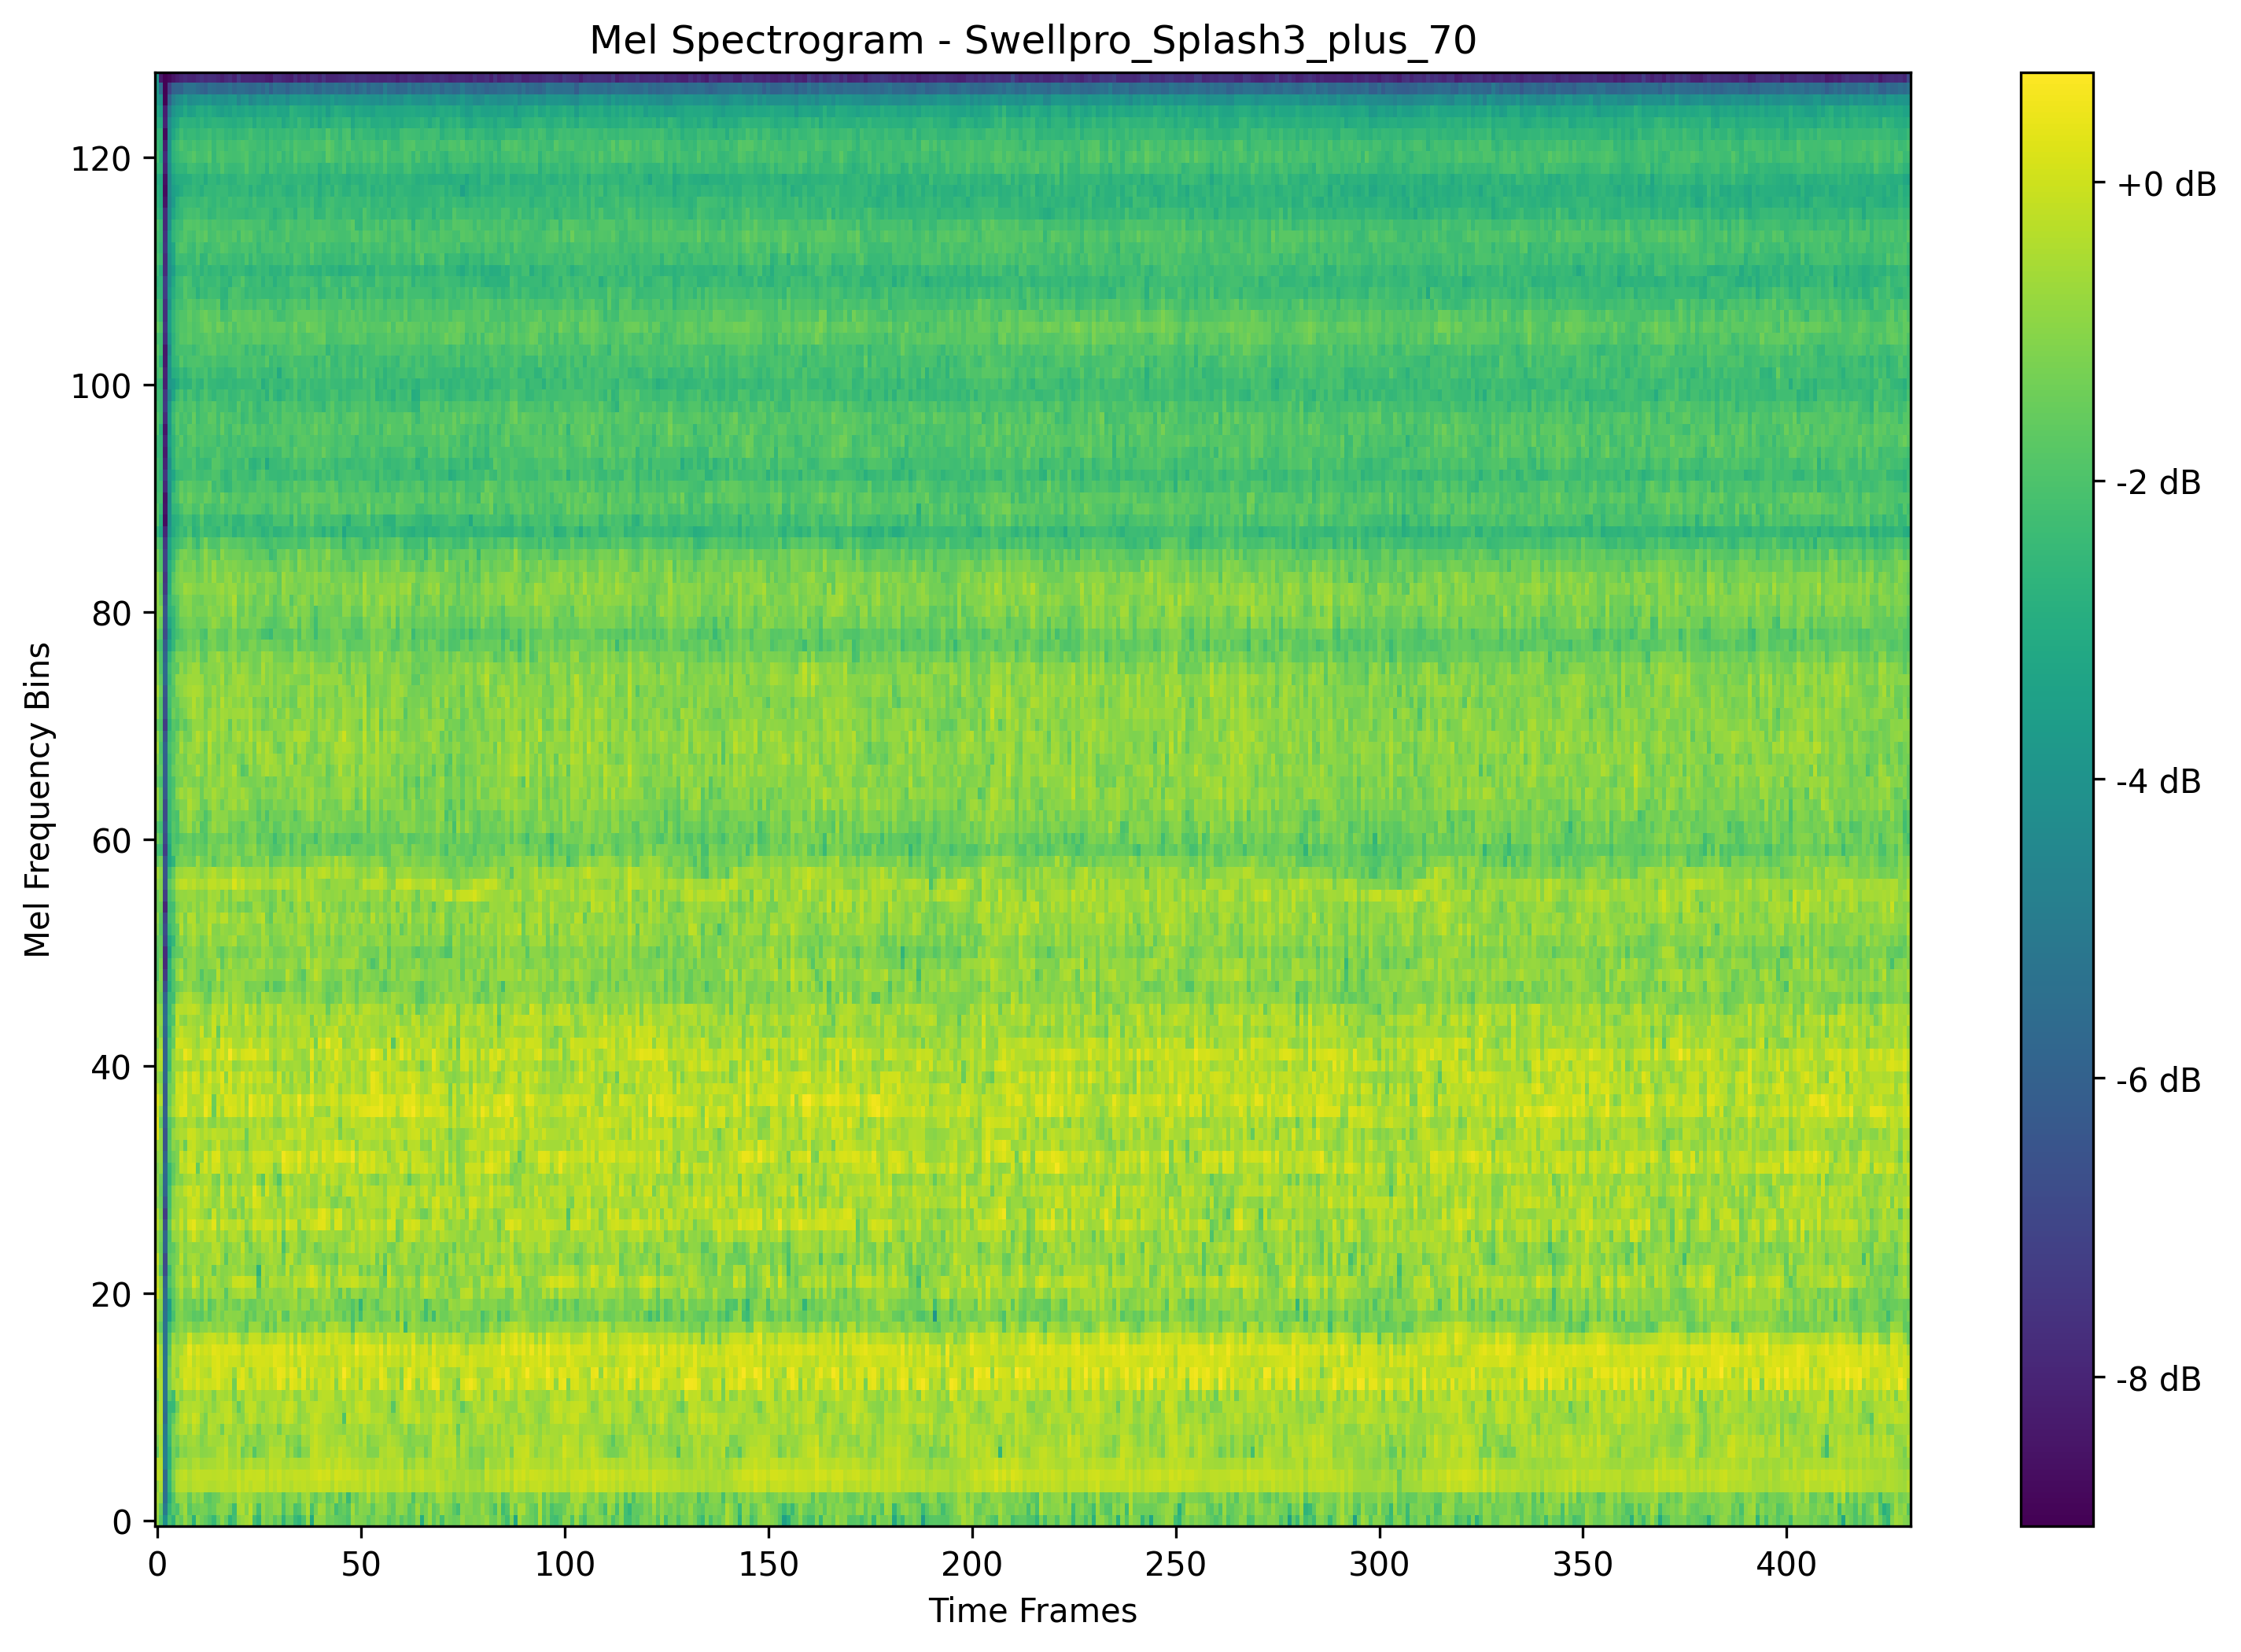 Mel Spectrogram - Swellpro_Splash3_plus_70
Mel Frequency Bins
120
100
80
60
40
20
0
0 50 100 150 200 250 300 350 400
Time Frames
+0 dB
-2 dB
-4 dB
-6 dB
-8 dB